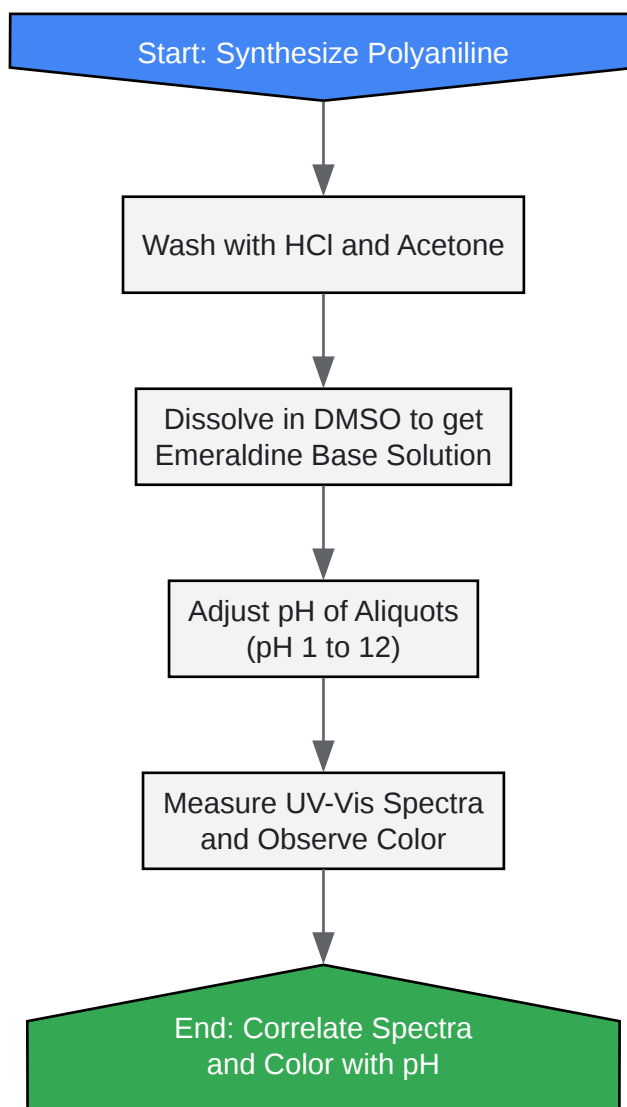 Start: Synthesize Polyaniline
Wash with HCl and Acetone
Dissolve in DMSO to get
Emeraldine Base Solution
Adjust pH of Aliquots
(pH 1 to 12)
Measure UV-Vis Spectra
and Observe Color
End: Correlate Spectra
and Color with pH